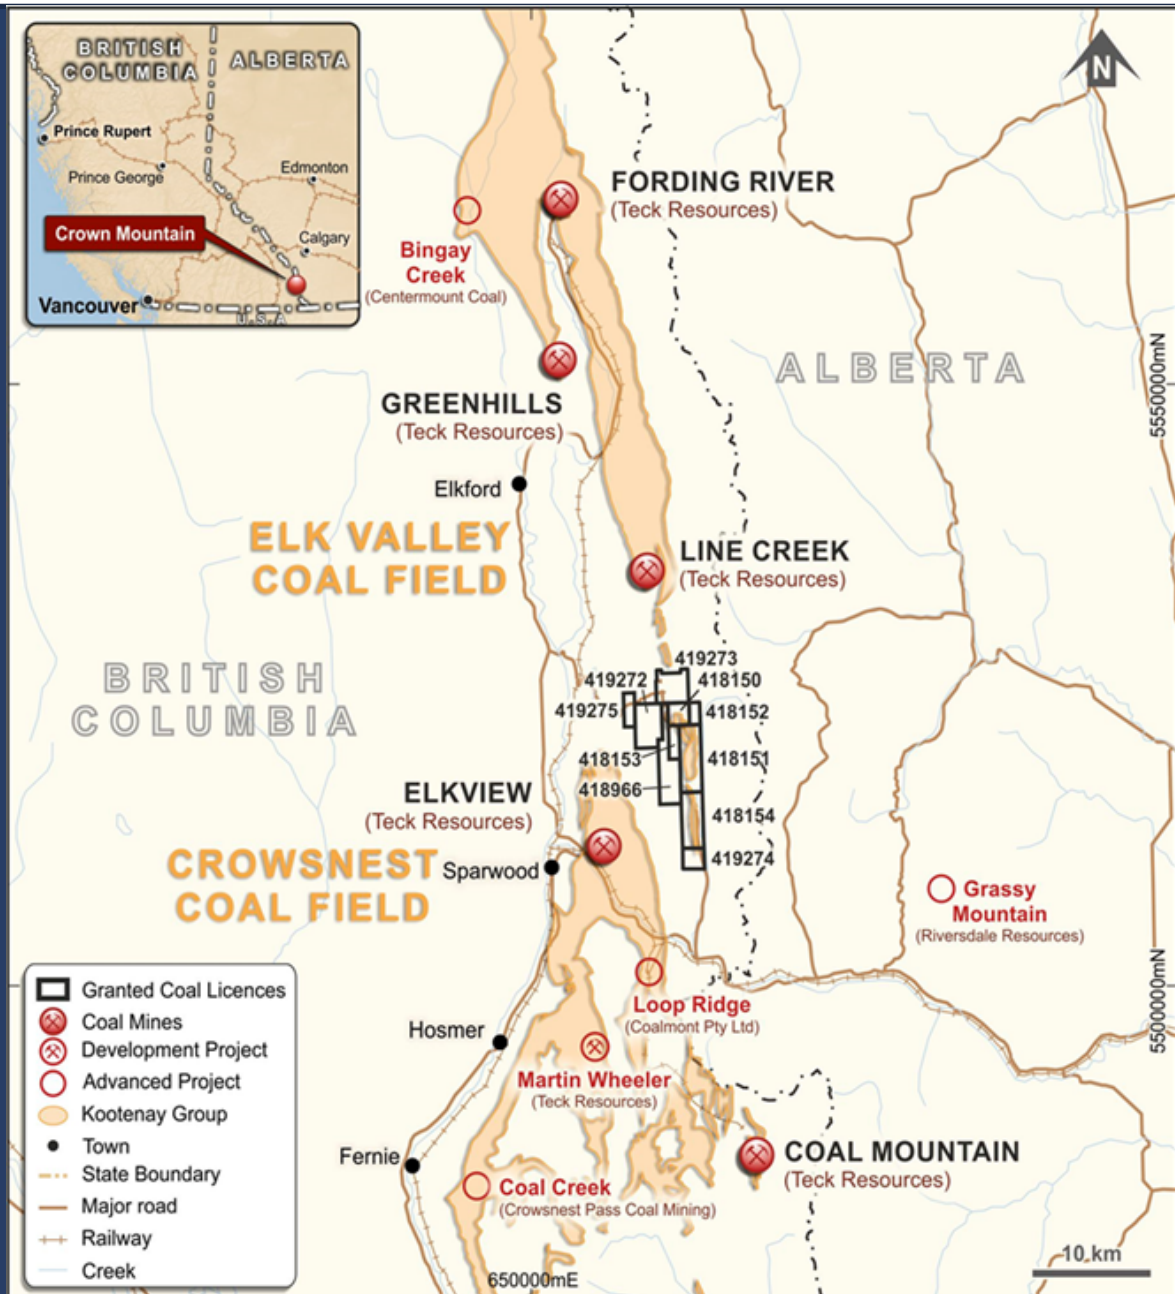 BRITISH
COLUMBIA
ALBERTA
Prince Rupert
Prince George
Edmonton
Crown Mountain
Calgary
Vancouver
U.S.A
N
FORDING RIVER
(Teck Resources)
Bingay
Creek
(Centermount Coal)
ALBERTA
5550000mN
GREENHILLS
(Teck Resources)
Elkford
ELK VALLEY
COAL FIELD
LINE CREEK
(Teck Resources)
BRITISH
COLUMBIA
419273
419272
418150
419275
418152
418153
418151
418966
418154
419274
ELKVIEW
(Teck Resources)
CROWSNEST
COAL FIELD
Sparwood
Grassy
Mountain
(Riversdale Resources)
Loop Ridge
(Coalmont Pty Ltd)
5500000mN
Hosmer
Martin Wheeler
(Teck Resources)
Fernie
COAL MOUNTAIN
(Teck Resources)
Coal Creek
(Crowsnest Pass Coal Mining)
Granted Coal Licences
Coal Mines
Development Project
Advanced Project
Kootenay Group
Town
State Boundary
Major road
Railway
Creek
650000mE
10 km